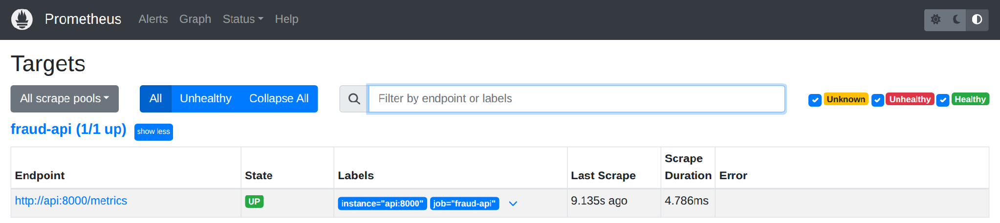 Prometheus Alerts Graph Status Help
Targets
All scrape pools All Unhealthy Collapse All Filter by endpoint or labels Unknown Unhealthy Healthy
fraud-api (1/1 up) show less
Endpoint State Labels Last Scrape Scrape Duration Error
http://api:8000/metrics UP instance="api:8000" job="fraud-api" 9.135s ago 4.786ms